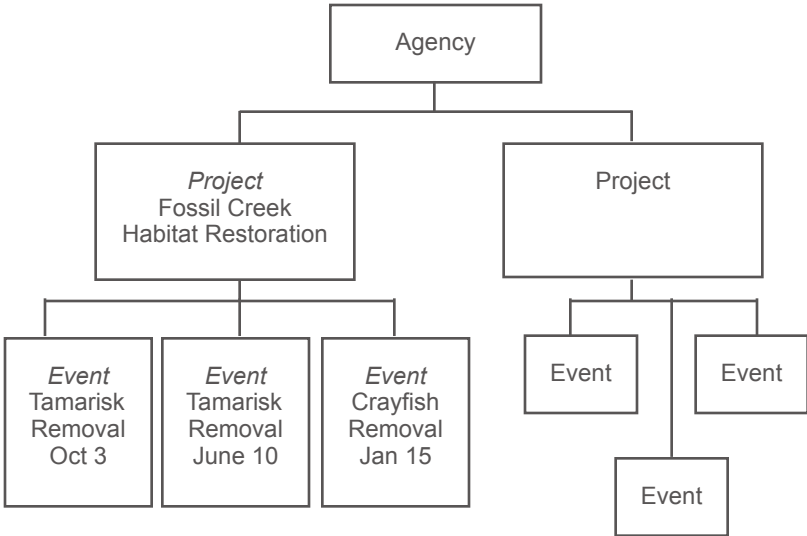 Agency
Project
Fossil Creek
Habitat Restoration
Project
Event
Tamarisk
Removal
Oct 3
Event
Tamarisk
Removal
June 10
Event
Crayfish
Removal
Jan 15
Event
Event
Event